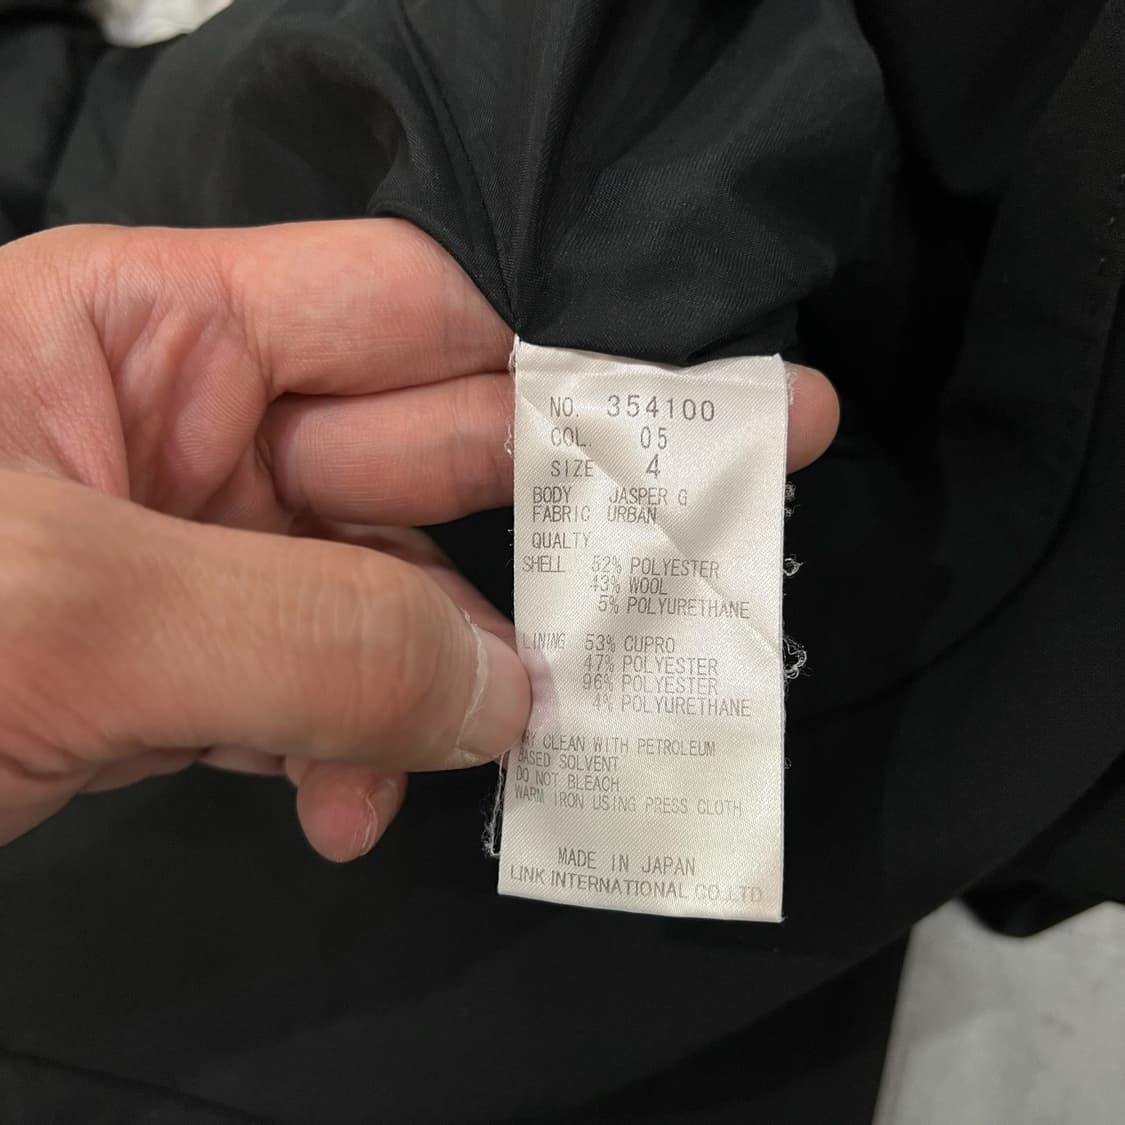 NO. 354100
COL. 05
SIZE 4
BODY JASPER G
FABRIC URBAN
QUALTY
SHELL 52% POLYESTER
43% WOOL
5% POLYURETHANE
LINING 53% CUPRO
47% POLYESTER
96% POLYESTER
4% POLYURETHANE
RY CLEAN WITH PETROLEUM
BASED SOLVENT
DO NOT BLEACH
WARM IRON USING PRESS CLOTH
MADE IN JAPAN
LINK INTERNATIONAL CO.,LTD